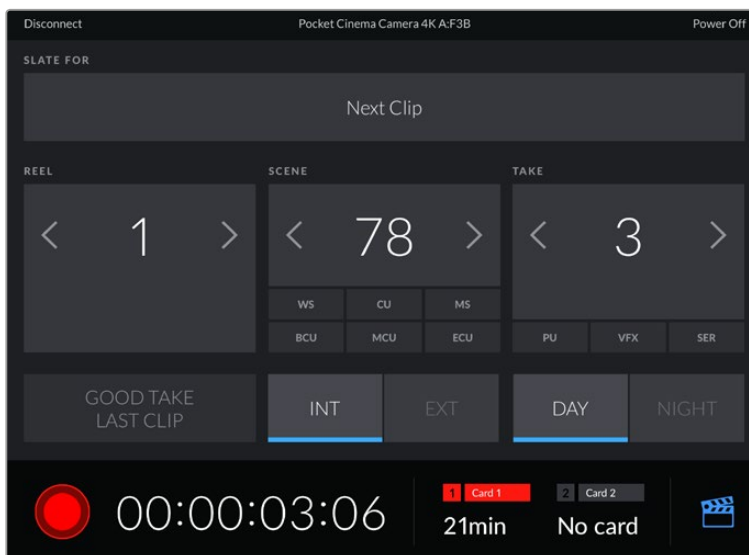 Disconnect Pocket Cinema Camera 4K A:F3B Power Off
SLATE FOR
Next Clip
REEL SCENE TAKE
< 1 > < 78 > < 3 >
WS CU MS
BCU MCU ECU PU VFX SER
GOOD TAKE
LAST CLIP
INT EXT DAY NIGHT
1 Card 1 2 Card 2
00:00:03:06 21min No card